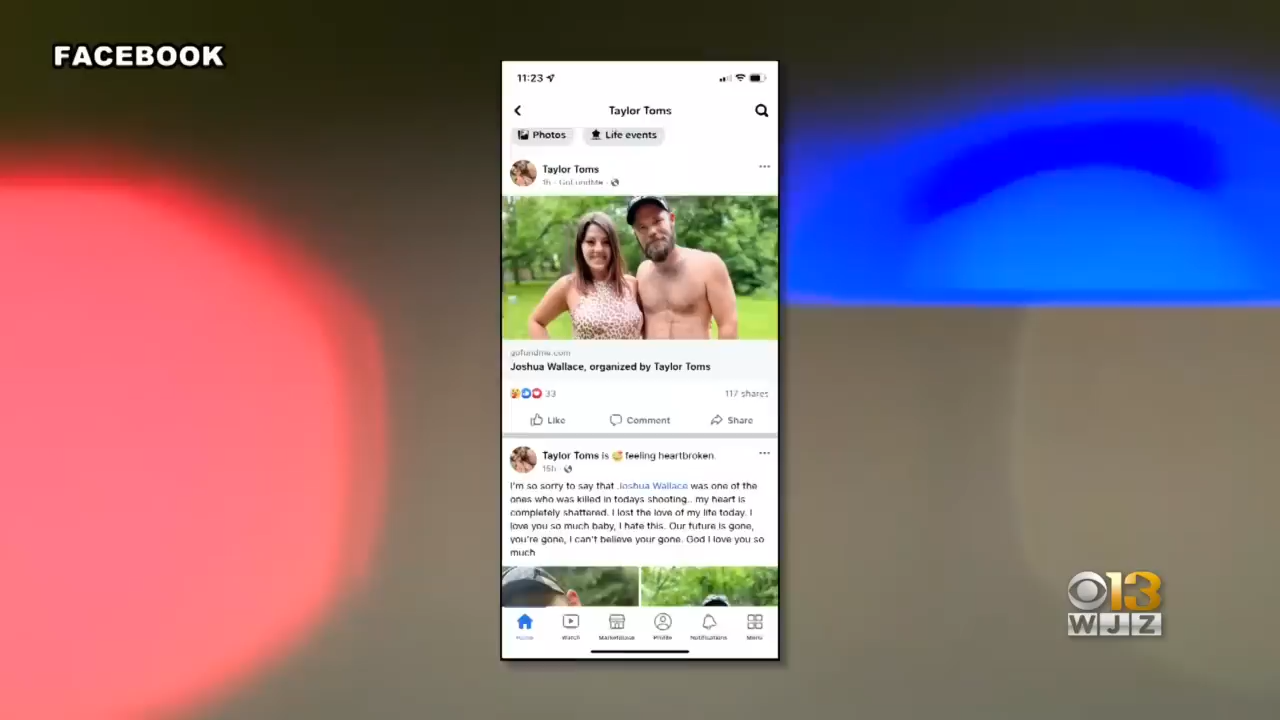 FACEBOOK
11:23
Taylor Toms
Photos
Life events
Taylor Toms
1h · GoFundMe ·
gofundme.com
Joshua Wallace, organized by Taylor Toms
33
117 shares
Like
Comment
Share
Taylor Toms is feeling heartbroken.
15h ·
I'm so sorry to say that Joshua Wallace was one of the
ones who was killed in todays shooting.. my heart is
completely shattered. I lost the love of my life today. I
love you so much baby, I hate this. Our future is gone,
you're gone, I can't believe your gone. God I love you so
much
Home
Watch
Marketplace
Profile
Notifications
Menu
13
WJZ